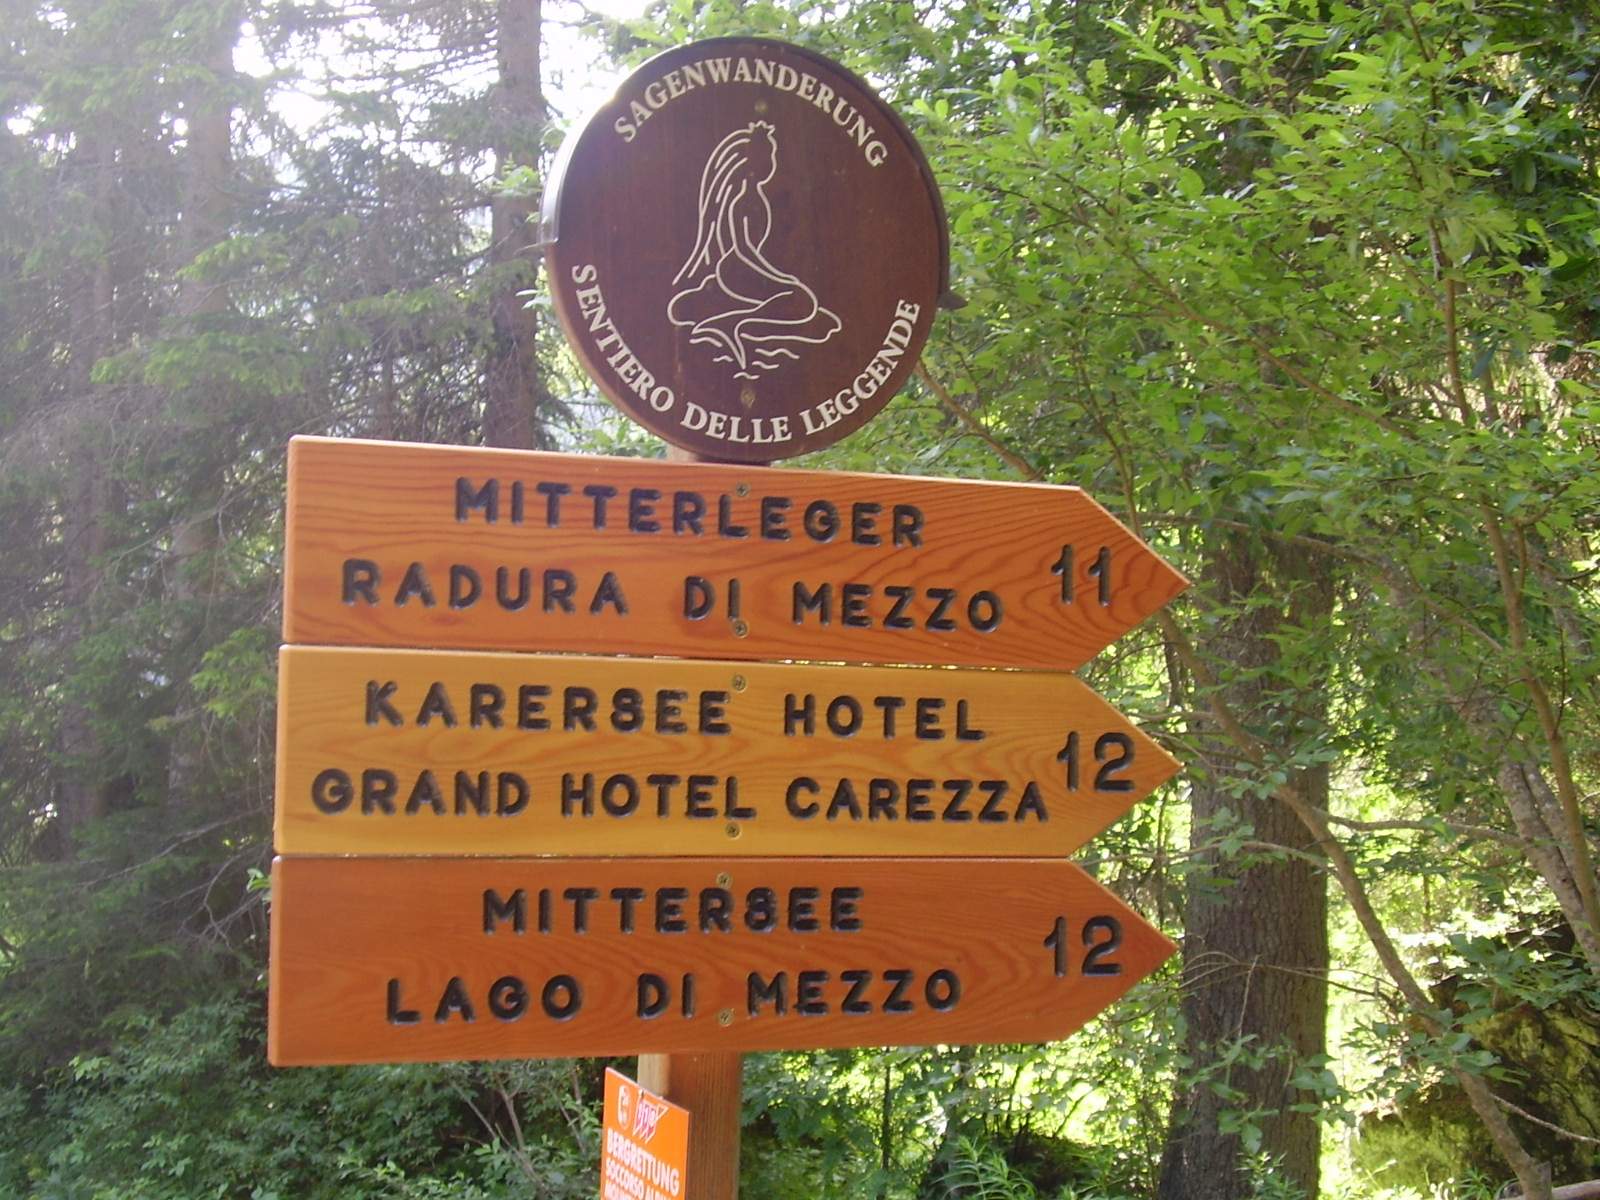 SAGENWANDERUNG
SENTIERO DELLE LEGGENDE
MITTERLEGER
RADURA DI MEZZO 11
KARERSEE HOTEL
GRAND HOTEL CAREZZA 12
MITTERSEE
LAGO DI MEZZO 12
BERGRETTUNG
SOCCORSO